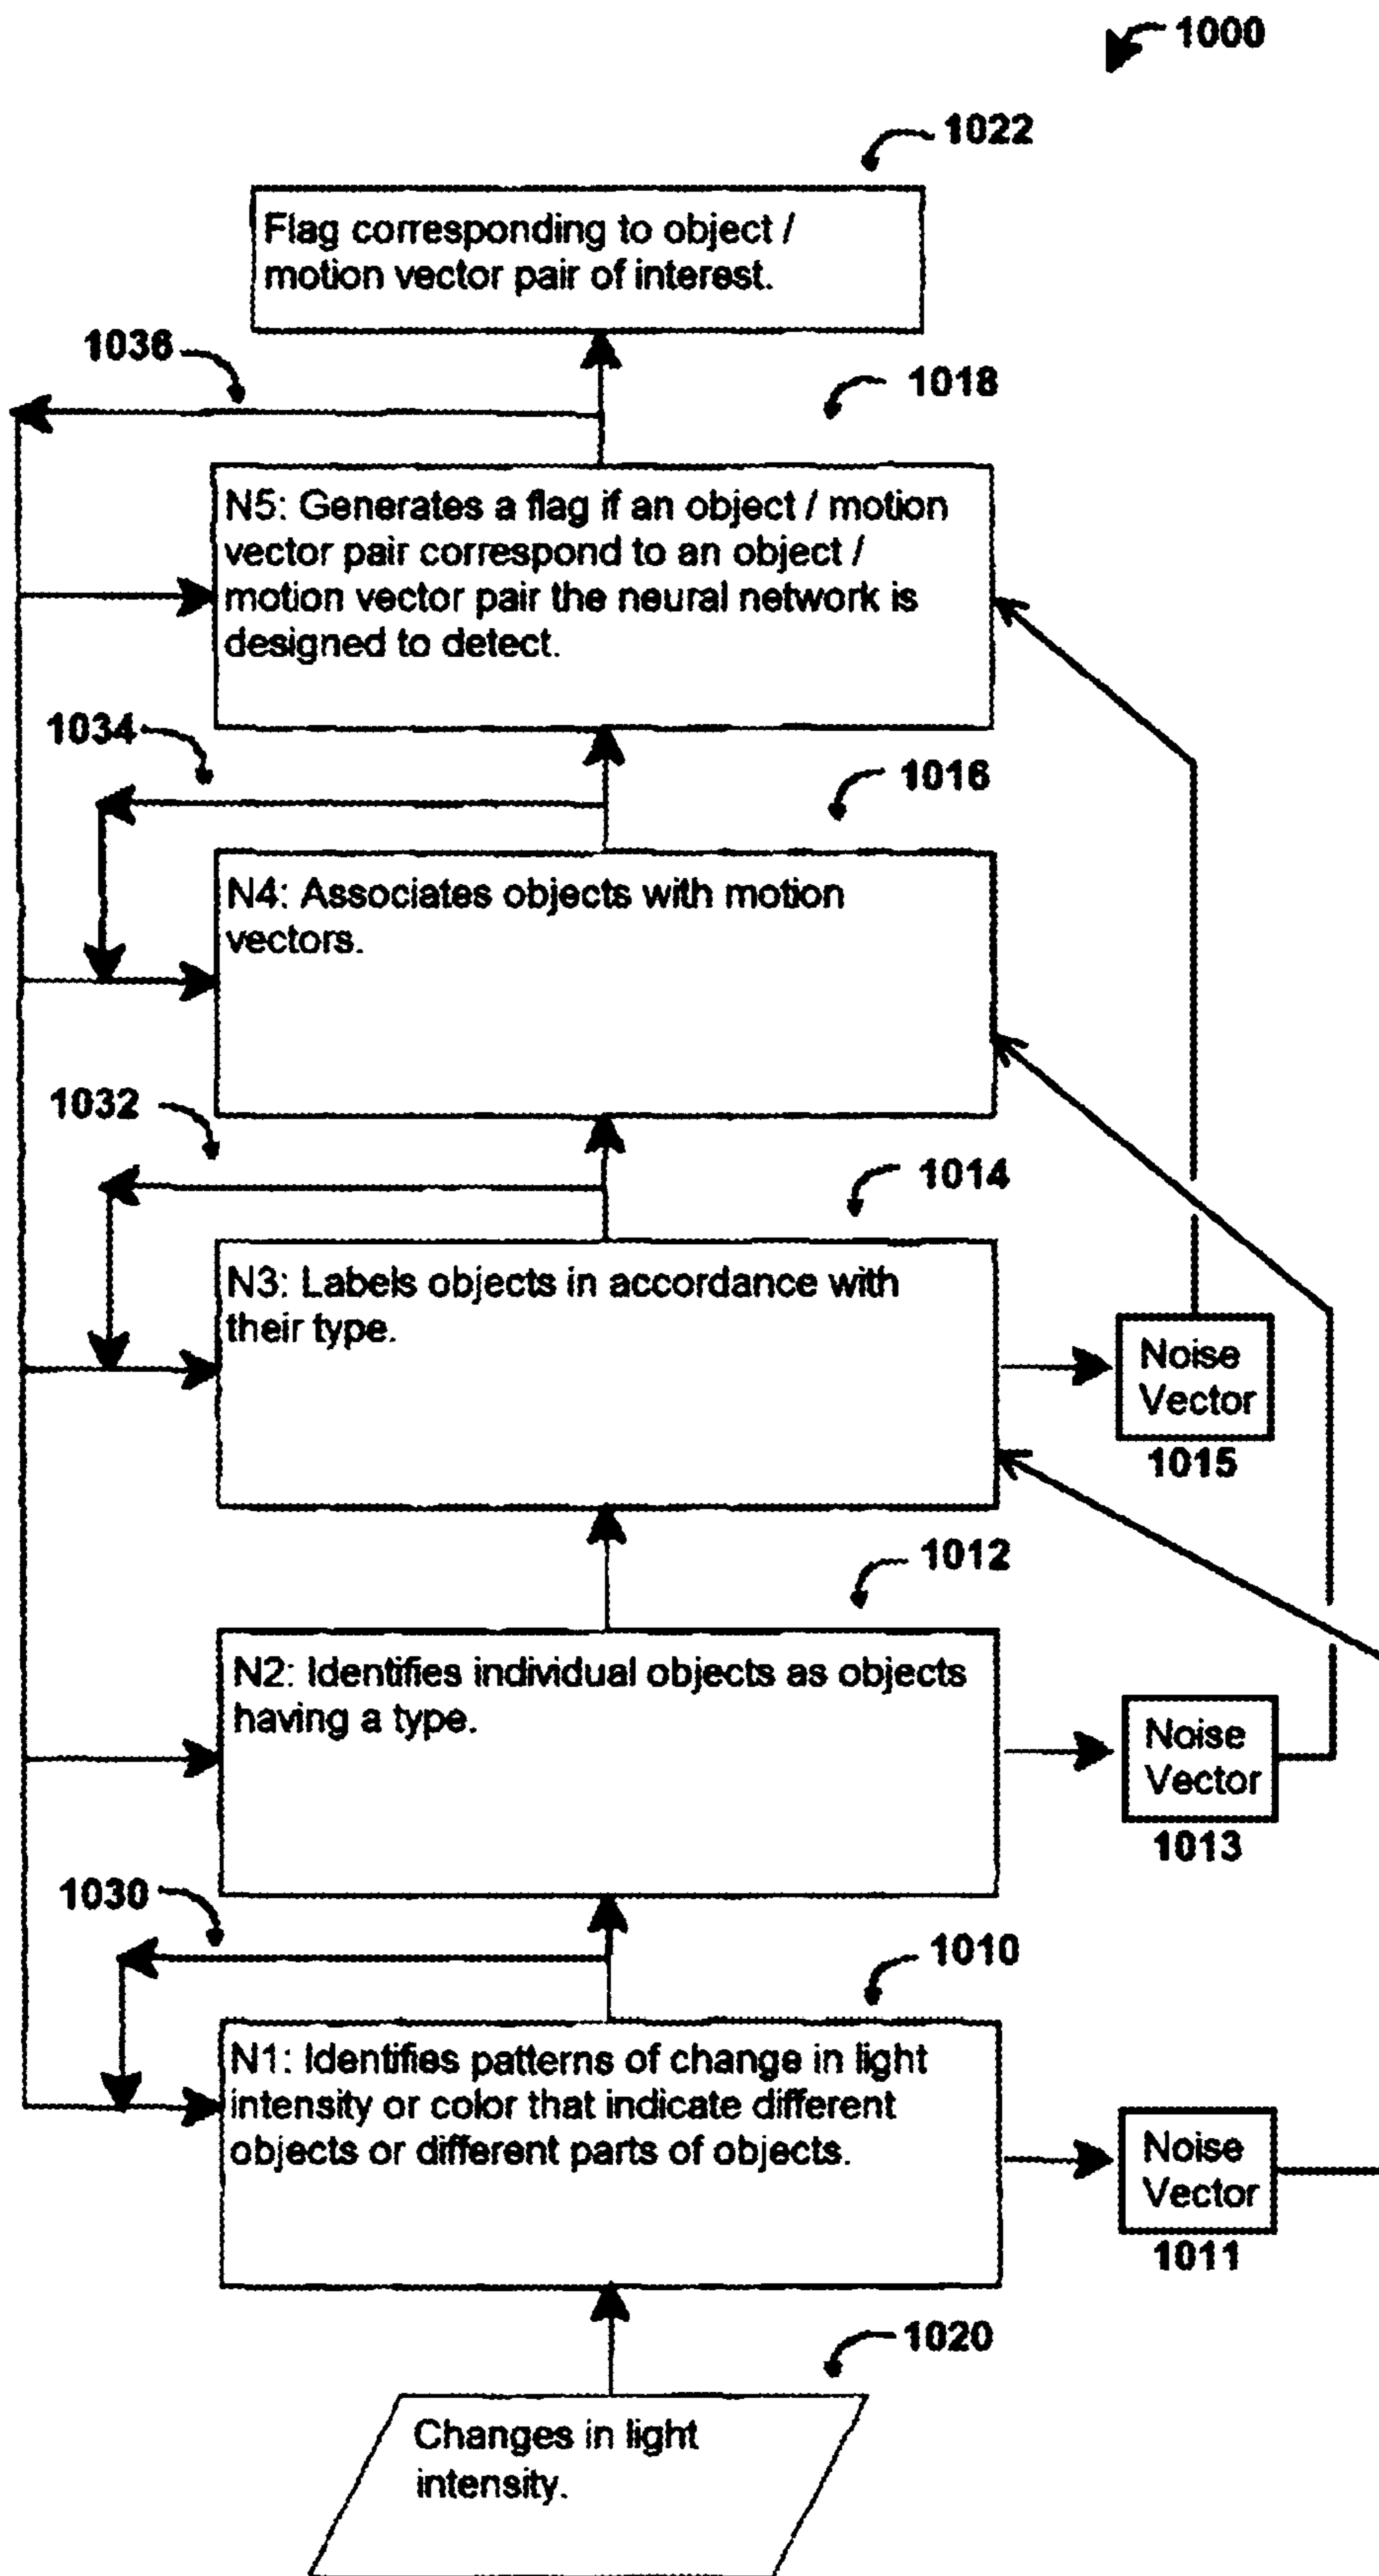 1000
1022
Flag corresponding to object /
motion vector pair of interest.
1036
1018
N5: Generates a flag if an object / motion
vector pair correspond to an object /
motion vector pair the neural network is
designed to detect.
1034
1016
N4: Associates objects with motion
vectors.
1032
1014
N3: Labels objects in accordance with
their type.
Noise
Vector
1015
1012
N2: Identifies individual objects as objects
having a type.
Noise
Vector
1013
1030
1010
N1: Identifies patterns of change in light
intensity or color that indicate different
objects or different parts of objects.
Noise
Vector
1011
1020
Changes in light
intensity.